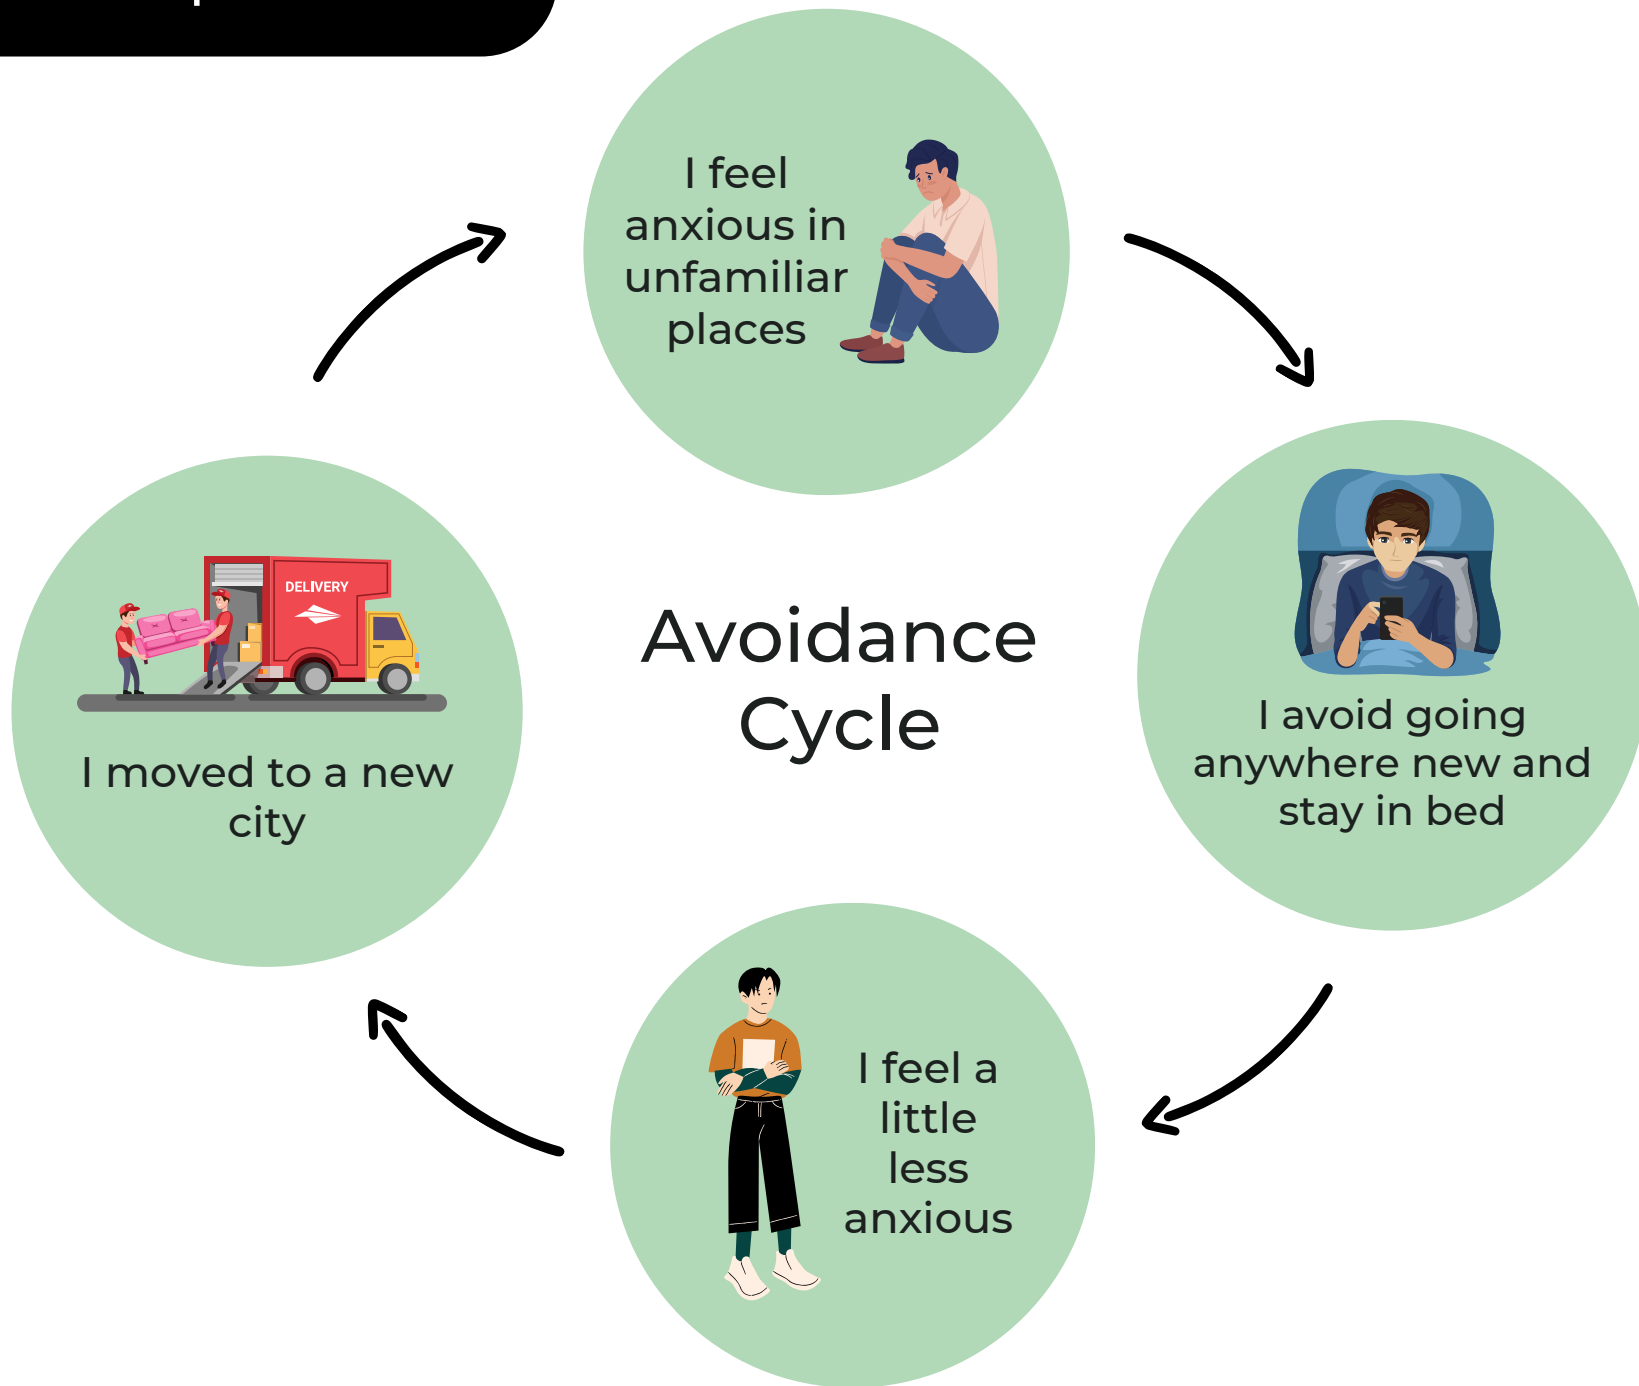 I feel
anxious in
unfamiliar
places
I avoid going
anywhere new and
stay in bed
I feel a
little
less
anxious
DELIVERY
I moved to a new
city
Avoidance
Cycle